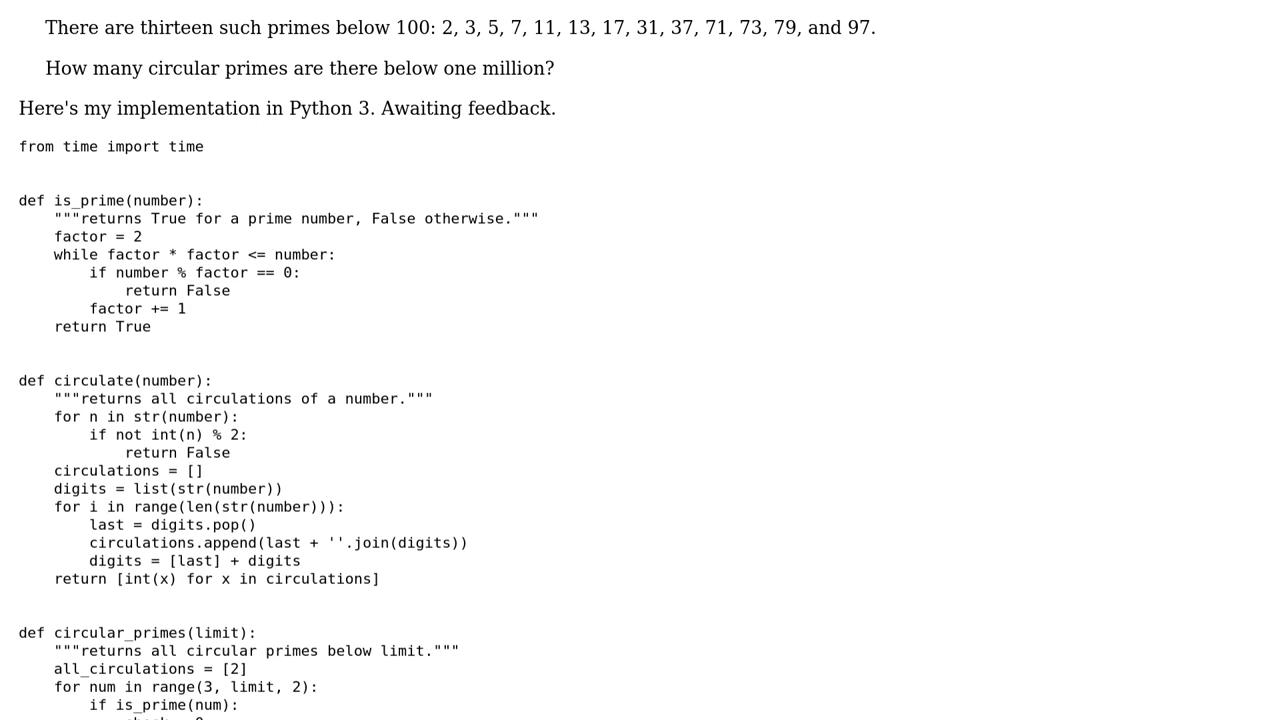 There are thirteen such primes below 100: 2, 3, 5, 7, 11, 13, 17, 31, 37, 71, 73, 79, and 97.
How many circular primes are there below one million?
Here's my implementation in Python 3. Awaiting feedback.
from time import time
def is_prime(number):
    """returns True for a prime number, False otherwise."""
    factor = 2
    while factor * factor <= number:
        if number % factor == 0:
            return False
        factor += 1
    return True
def circulate(number):
    """returns all circulations of a number."""
    for n in str(number):
        if not int(n) % 2:
            return False
    circulations = []
    digits = list(str(number))
    for i in range(len(str(number))):
        last = digits.pop()
        circulations.append(last + ''.join(digits))
        digits = [last] + digits
    return [int(x) for x in circulations]
def circular_primes(limit):
    """returns all circular primes below limit."""
    all_circulations = [2]
    for num in range(3, limit, 2):
        if is_prime(num):